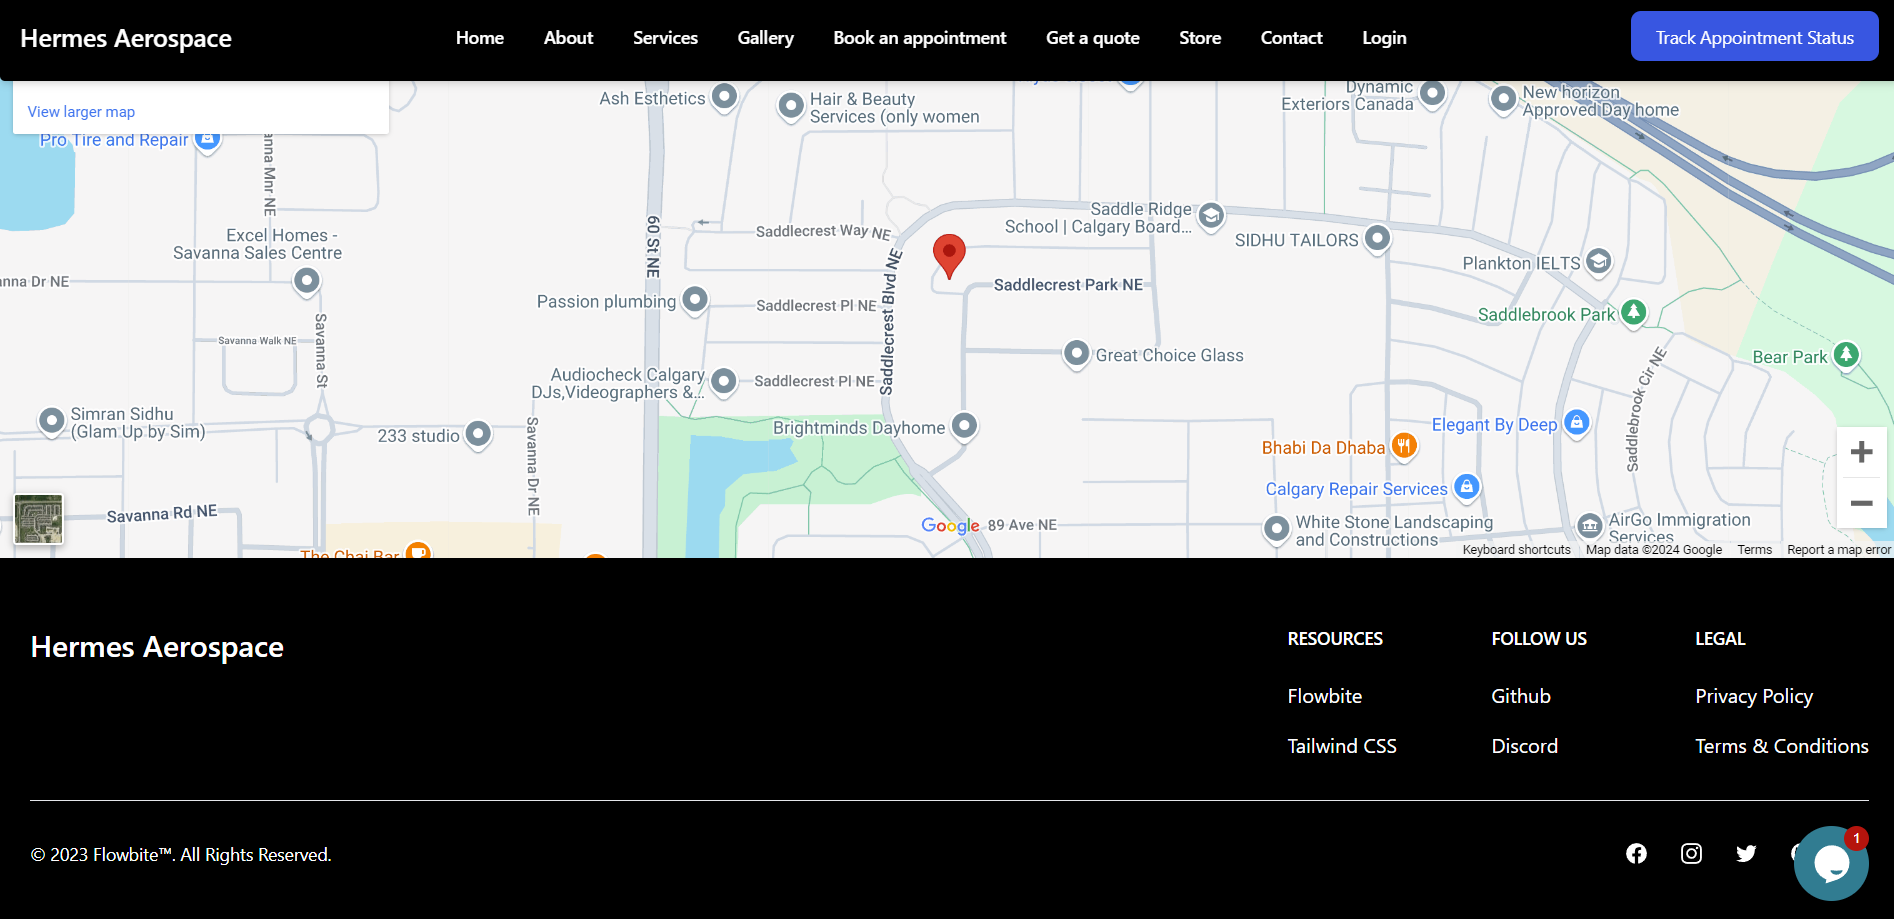 Hermes Aerospace
Home
About
Services
Gallery
Book an appointment
Get a quote
Store
Contact
Login
Track Appointment Status
View larger map
Pro Tire and Repair
Ash Esthetics
Hair & Beauty
Services (only women
Dynamic
Exteriors Canada
New horizon
Approved Day home
Savanna Mnr NE
Excel Homes -
Savanna Sales Centre
60 St NE
Saddlecrest Way NE
Saddle Ridge
School | Calgary Board...
SIDHU TAILORS
Plankton IELTS
nna Dr NE
Passion plumbing
Saddlecrest Pl NE
Saddlecrest Blvd NE
Saddlecrest Park NE
Saddlebrook Park
Savanna Walk NE
Savanna St
Great Choice Glass
Bear Park
Audiocheck Calgary
DJs,Videographers &...
Saddlecrest Pl NE
Saddlebrook Cir NE
Simran Sidhu
(Glam Up by Sim)
233 studio
Savanna Dr NE
Brightminds Dayhome
Elegant By Deep
Bhabi Da Dhaba
Calgary Repair Services
Savanna Rd NE
Google
89 Ave NE
White Stone Landscaping
and Constructions
AirGo Immigration
Services
The Chai Bar
Keyboard shortcuts
Map data ©2024 Google
Terms
Report a map error
Hermes Aerospace
RESOURCES
Flowbite
Tailwind CSS
FOLLOW US
Github
Discord
LEGAL
Privacy Policy
Terms & Conditions
© 2023 Flowbite™. All Rights Reserved.
1